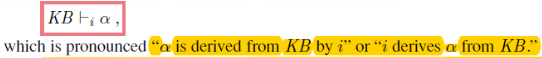 KB ⊢ᵢ α ,
which is pronounced “α is derived from KB by i” or “i derives α from KB.”